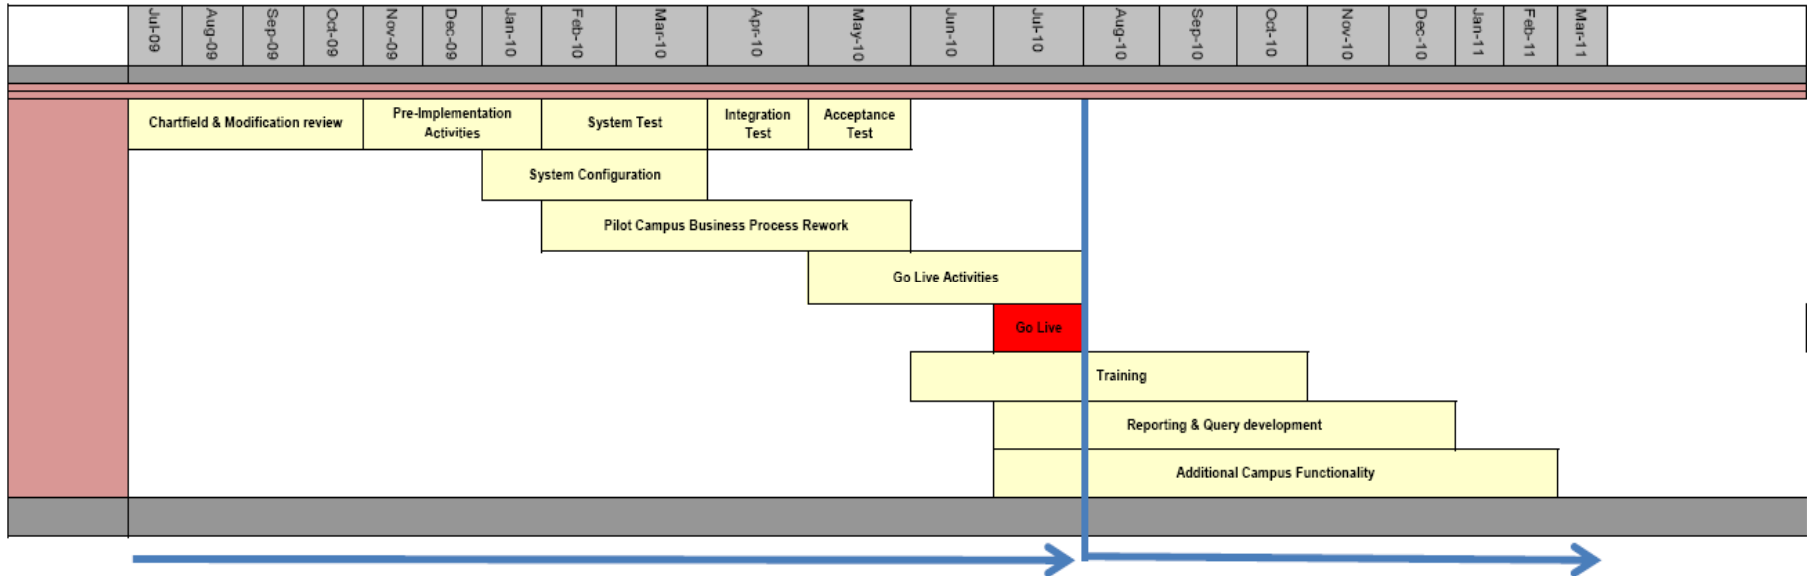 Jul-09
Aug-09
Sep-09
Oct-09
Nov-09
Dec-09
Jan-10
Feb-10
Mar-10
Apr-10
May-10
Jun-10
Jul-10
Aug-10
Sep-10
Oct-10
Nov-10
Dec-10
Jan-11
Feb-11
Mar-11
Chartfield & Modification review
Pre-Implementation
Activities
System Test
Integration
Test
Acceptance
Test
System Configuration
Pilot Campus Business Process Rework
Go Live Activities
Go Live
Training
Reporting & Query development
Additional Campus Functionality